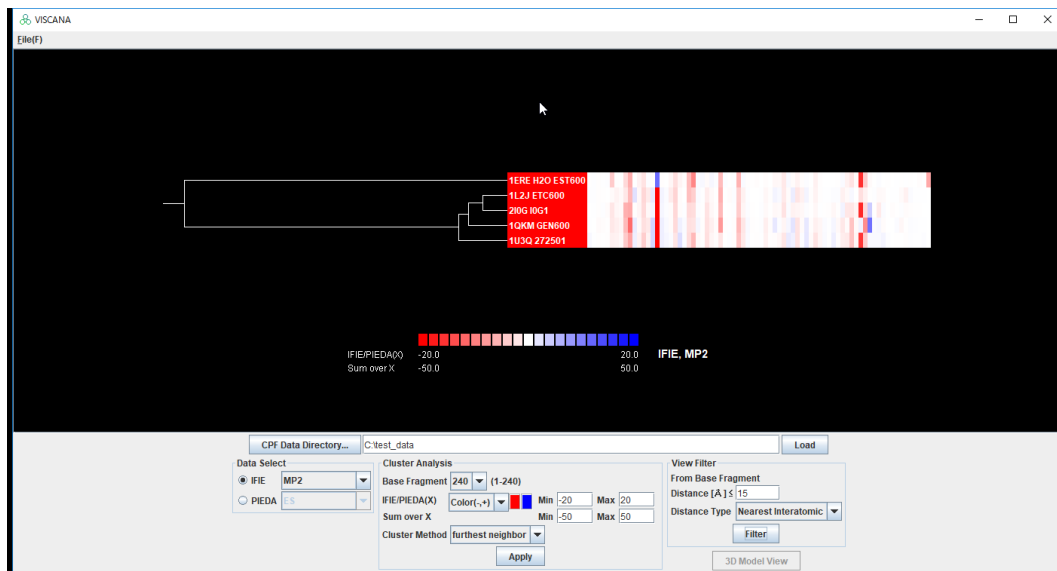 VISCANA
File(F)
1ERE H2O EST600
1L2J ETC600
2I0G I0G1
1QKM GEN600
1U3Q 272501
IFIE/PIEDA(X) -20.0 20.0 IFIE, MP2
Sum over X -50.0 50.0
CPF Data Directory... C:\test_data Load
Data Select
IFIE MP2
PIEDA ES
Cluster Analysis
Base Fragment 240 (1-240)
IFIE/PIEDA(X) Color(-,+) Min -20 Max 20
Sum over X Min -50 Max 50
Cluster Method furthest neighbor
Apply
View Filter
From Base Fragment
Distance [Å] ≤ 15
Distance Type Nearest Interatomic
Filter
3D Model View